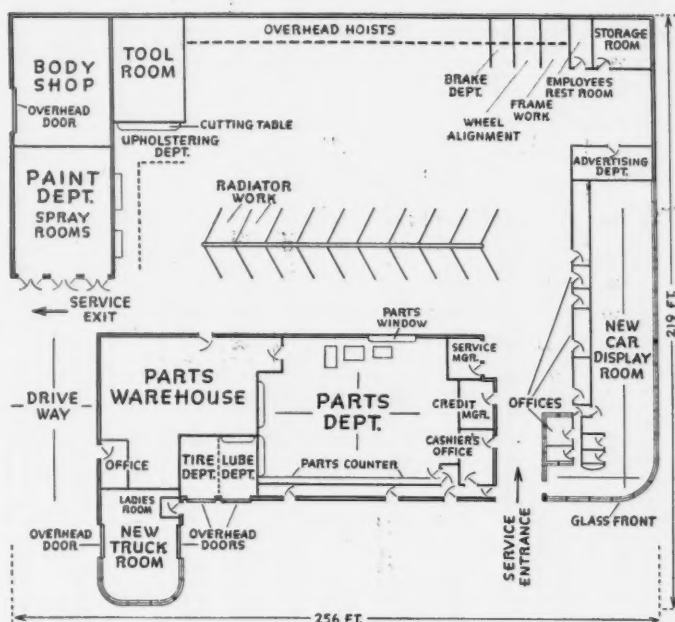 OVERHEAD HOISTS
BODY
SHOP
OVERHEAD
DOOR
TOOL
ROOM
CUTTING TABLE
UPHOLSTERING
DEPT.
BRAKE
DEPT.
WHEEL
ALIGNMENT
FRAME
WORK
EMPLOYEES
REST ROOM
STORAGE
ROOM
ADVERTISING
DEPT.
PAINT
DEPT.
SPRAY
ROOMS
RADIATOR
WORK
SERVICE
EXIT
PARTS
WINDOW
SERVICE
MGR.
NEW
CAR
DISPLAY
ROOM
219 FT.
DRIVE
WAY
PARTS
WAREHOUSE
PARTS
DEPT.
CREDIT
MGR.
OFFICES
CASHIER'S
OFFICE
OFFICE
TIRE
DEPT.
LUBE
DEPT.
PARTS COUNTER
LADIES
ROOM
OVERHEAD
DOOR
NEW
TRUCK
ROOM
OVERHEAD
DOORS
SERVICE
ENTRANCE
GLASS FRONT
256 FT.